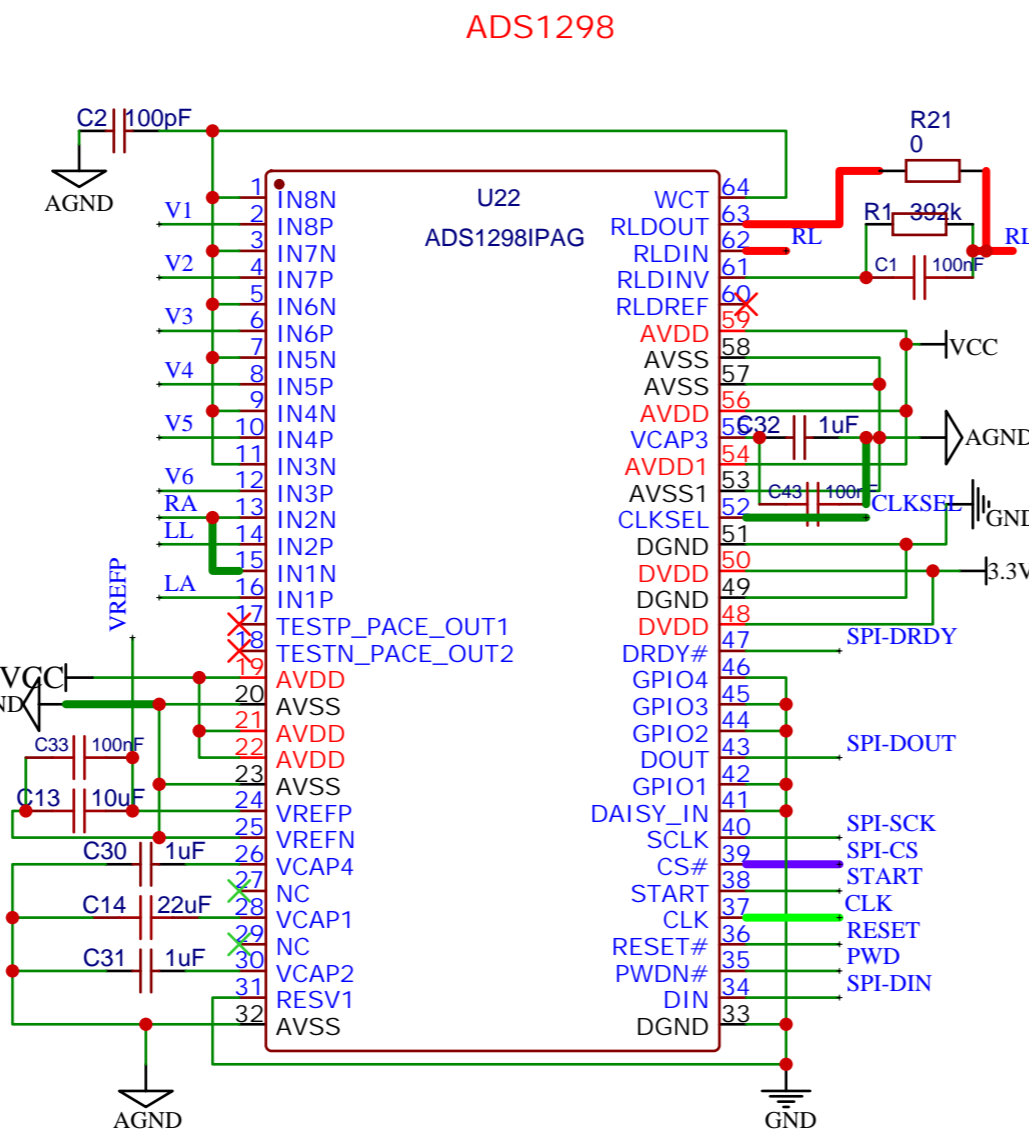 ADS1298
C2 100pF
AGND
U22
ADS1298IPAG
R21
0
R1 392k
C1 100nF
RL
RL
V1
V2
V3
V4
V5
V6
RA
LL
LA
VREFP
VCC
ND
C33 100nF
C13 10uF
C30 1uF
C14 22uF
C31 1uF
AGND
1 IN8N
2 IN8P
3 IN7N
4 IN7P
5 IN6N
6 IN6P
7 IN5N
8 IN5P
9 IN4N
10 IN4P
11 IN3N
12 IN3P
13 IN2N
14 IN2P
15 IN1N
16 IN1P
17 TESTP_PACE_OUT1
18 TESTN_PACE_OUT2
19 AVDD
20 AVSS
21 AVDD
22 AVDD
23 AVSS
24 VREFP
25 VREFN
26 VCAP4
27 NC
28 VCAP1
29 NC
30 VCAP2
31 RESV1
32 AVSS
WCT 64
RLDOUT 63
RLDIN 62
RLDINV 61
RLDREF 60
AVDD 59
AVSS 58
AVSS 57
AVDD 56
VCAP3 55
AVDD1 54
AVSS1 53
CLKSEL 52
DGND 51
DVDD 50
DGND 49
DVDD 48
DRDY# 47
GPIO4 46
GPIO3 45
GPIO2 44
DOUT 43
GPIO1 42
DAISY_IN 41
SCLK 40
CS# 39
START 38
CLK 37
RESET# 36
PWDN# 35
DIN 34
DGND 33
VCC
C32 1uF
AGND
C43 100nF
CLKSEL
GND
3.3V
SPI-DRDY
SPI-DOUT
SPI-SCK
SPI-CS
START
CLK
RESET
PWD
SPI-DIN
GND